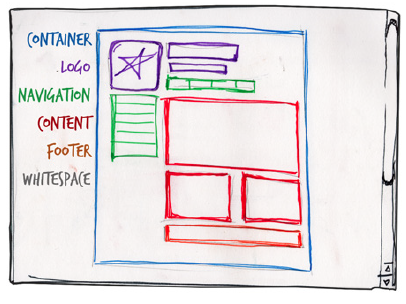 CONTAINER
LOGO
NAVIGATION
CONTENT
FOOTER
WHITESPACE